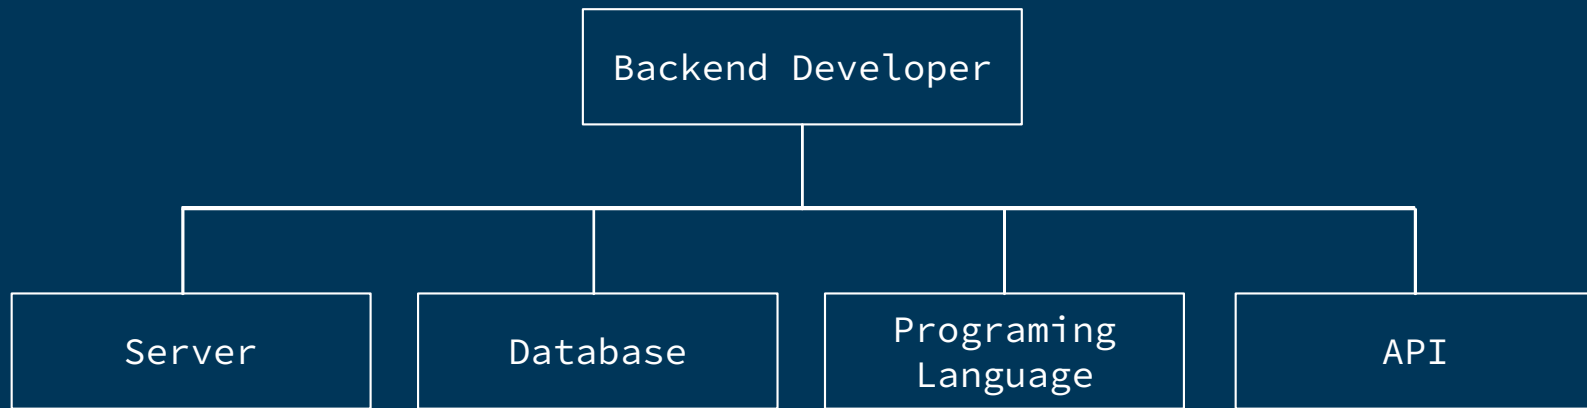 Backend Developer
Server
Database
Programing
Language
API